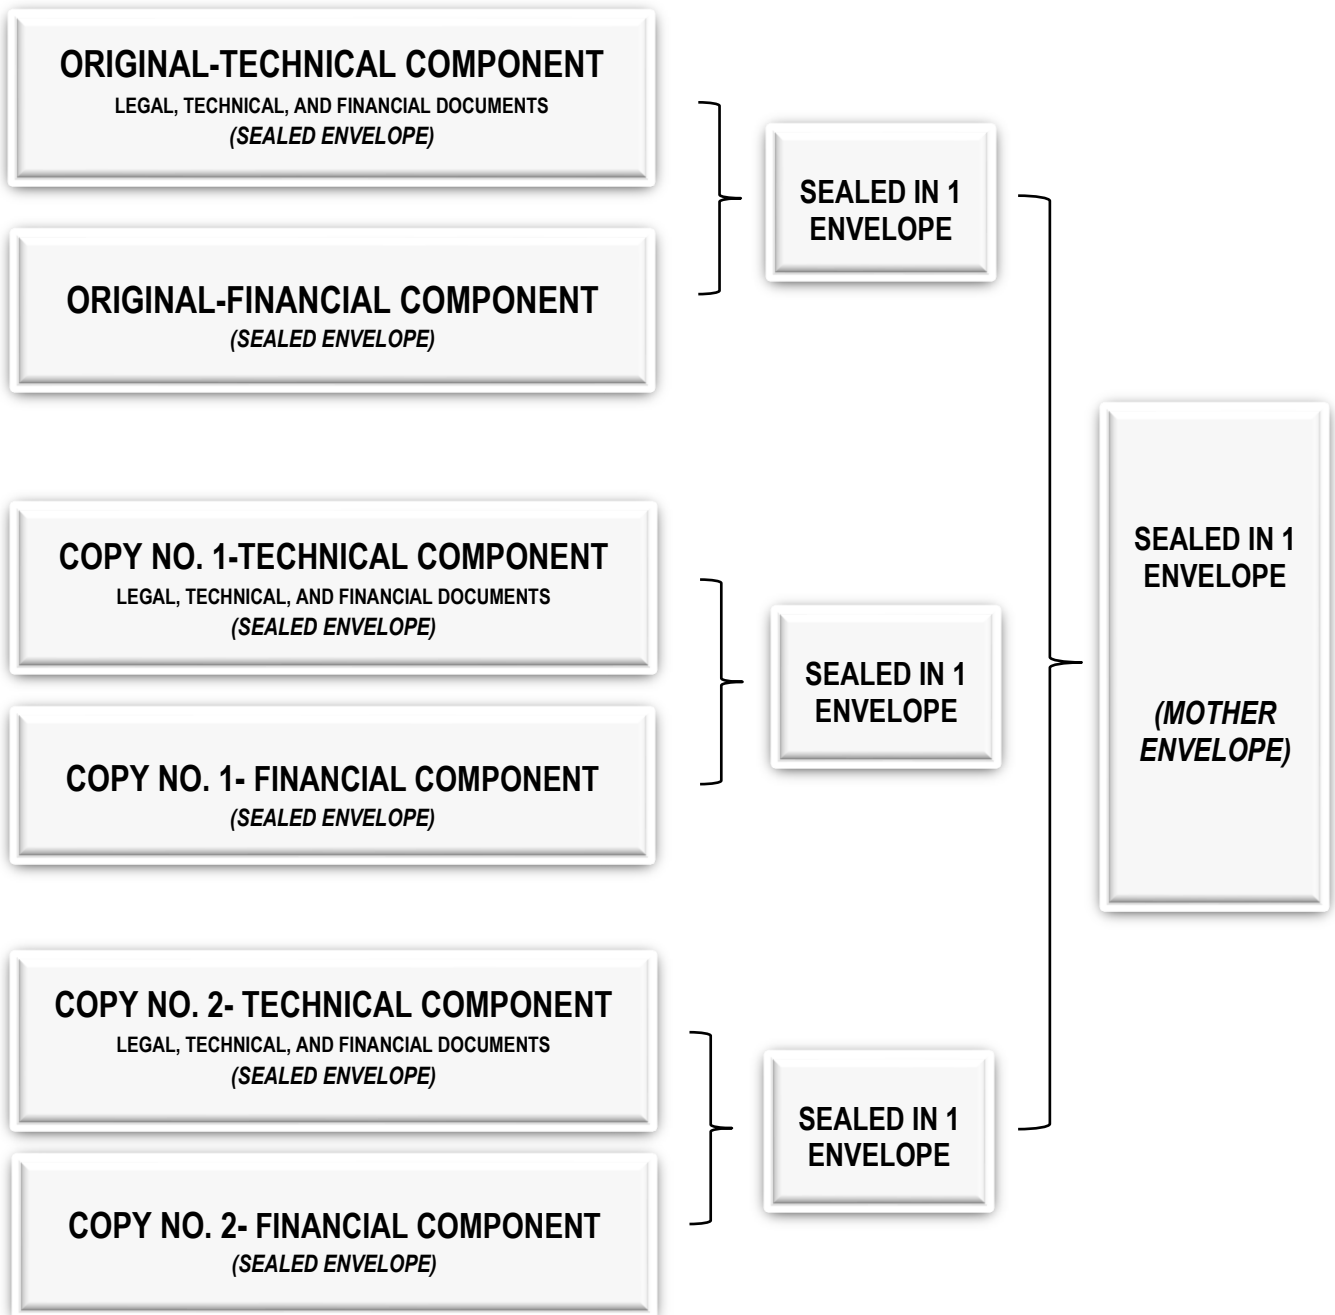 ORIGINAL-TECHNICAL COMPONENT
LEGAL, TECHNICAL, AND FINANCIAL DOCUMENTS
(SEALED ENVELOPE)
ORIGINAL-FINANCIAL COMPONENT
(SEALED ENVELOPE)
SEALED IN 1
ENVELOPE
COPY NO. 1-TECHNICAL COMPONENT
LEGAL, TECHNICAL, AND FINANCIAL DOCUMENTS
(SEALED ENVELOPE)
COPY NO. 1- FINANCIAL COMPONENT
(SEALED ENVELOPE)
SEALED IN 1
ENVELOPE
COPY NO. 2- TECHNICAL COMPONENT
LEGAL, TECHNICAL, AND FINANCIAL DOCUMENTS
(SEALED ENVELOPE)
COPY NO. 2- FINANCIAL COMPONENT
(SEALED ENVELOPE)
SEALED IN 1
ENVELOPE
SEALED IN 1
ENVELOPE
(MOTHER
ENVELOPE)